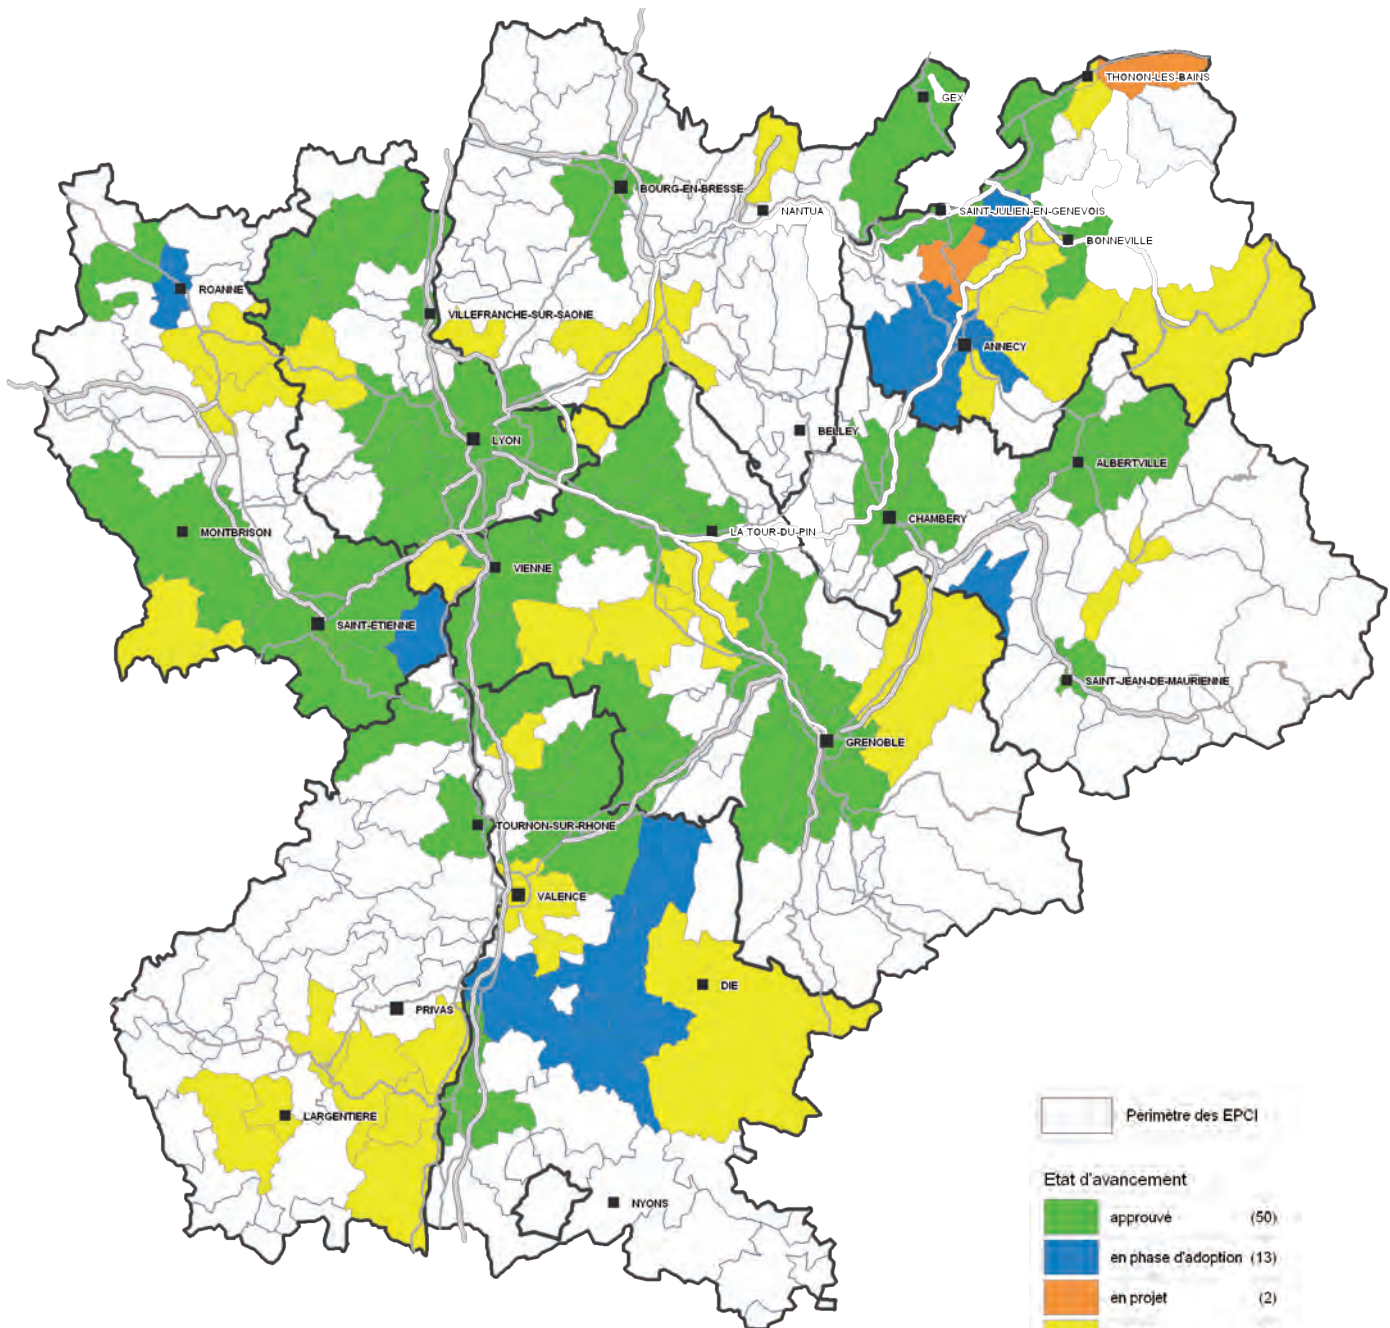 THONON-LES-BAINS
GEX
BOURG-EN-BRESSE
NANTUA
SAINT-JULIEN-EN-GENEVOIS
BONNEVILLE
ROANNE
VILLEFRANCHE-SUR-SAONE
ANNECY
BELLEY
LYON
ALBERTVILLE
MONTBRISON
LA TOUR-DU-PIN
CHAMBERY
VIENNE
SAINT-ETIENNE
SAINT-JEAN-DE-MAURIENNE
GRENOBLE
TOURNON-SUR-RHONE
VALENCE
DIE
PRIVAS
L'ARGENTIERE
NYONS
Périmètre des EPCI
Etat d'avancement
approuvé (50)
en phase d'adoption (13)
en projet (2)